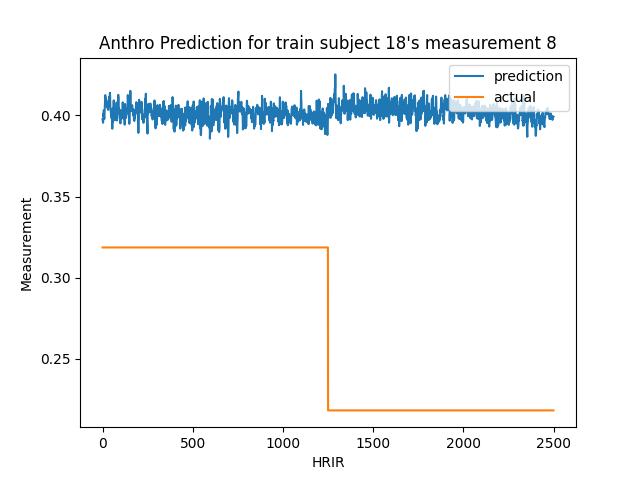 Anthro Prediction for train subject 18's measurement 8
prediction
actual
0.40
0.35
0.30
0.25
Measurement
0
500
1000
1500
2000
2500
HRIR